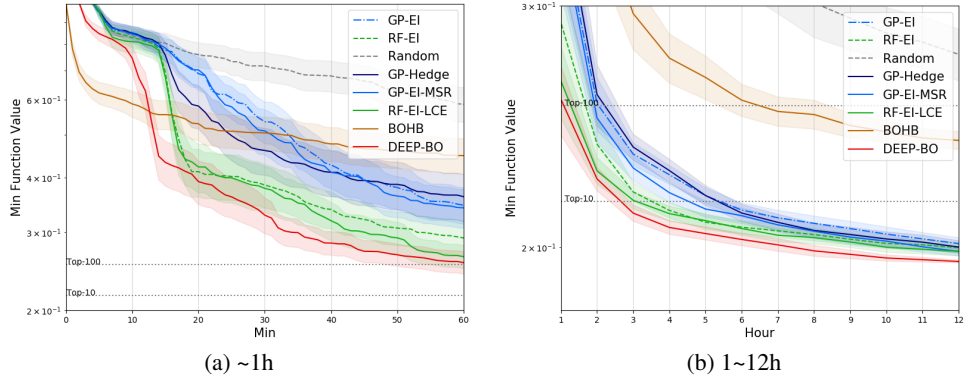 Min Function Value
6 × 10⁻¹
4 × 10⁻¹
3 × 10⁻¹
2 × 10⁻¹
Top-100
Top-10
GP-EI
RF-EI
Random
GP-Hedge
GP-EI-MSR
RF-EI-LCE
BOHB
DEEP-BO
0 10 20 30 40 50 60
Min
(a) ~1h
Min Function Value
3 × 10⁻¹
2 × 10⁻¹
Top-100
Top-10
GP-EI
RF-EI
Random
GP-Hedge
GP-EI-MSR
RF-EI-LCE
BOHB
DEEP-BO
1 2 3 4 5 6 7 8 9 10 11 12
Hour
(b) 1~12h